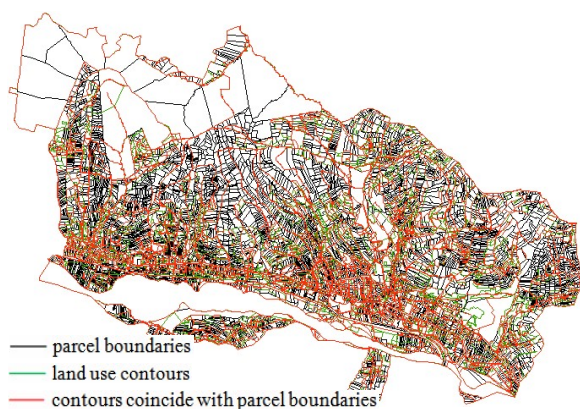 parcel boundaries
land use contours
contours coincide with parcel boundaries